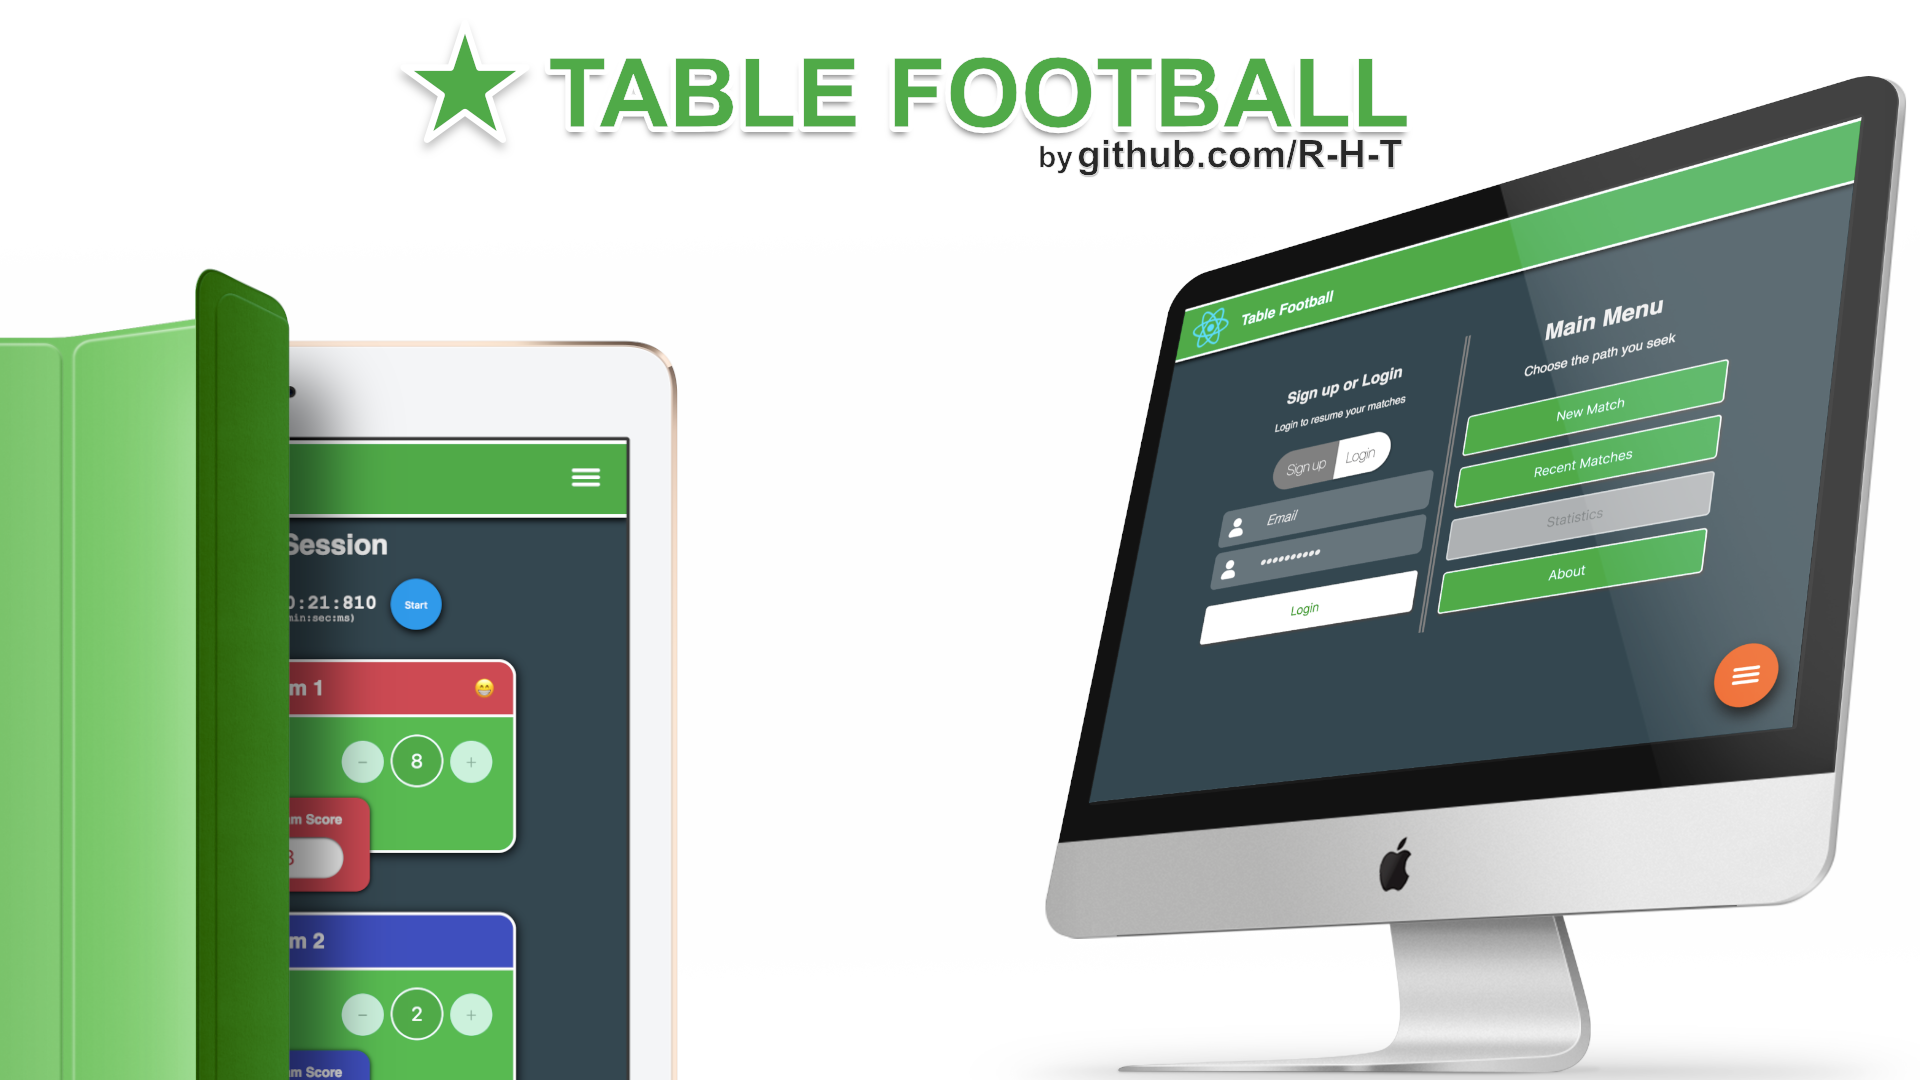 TABLE FOOTBALL
by github.com/R-H-T
Table Football
Sign up or Login
Login to resume your matches
Sign up
Login
Email
Login
Main Menu
Choose the path you seek
New Match
Recent Matches
Statistics
About
Session
:21:810
min:sec:ms)
Start
m 1
−
8
+
m Score
m 2
−
2
+
m Score